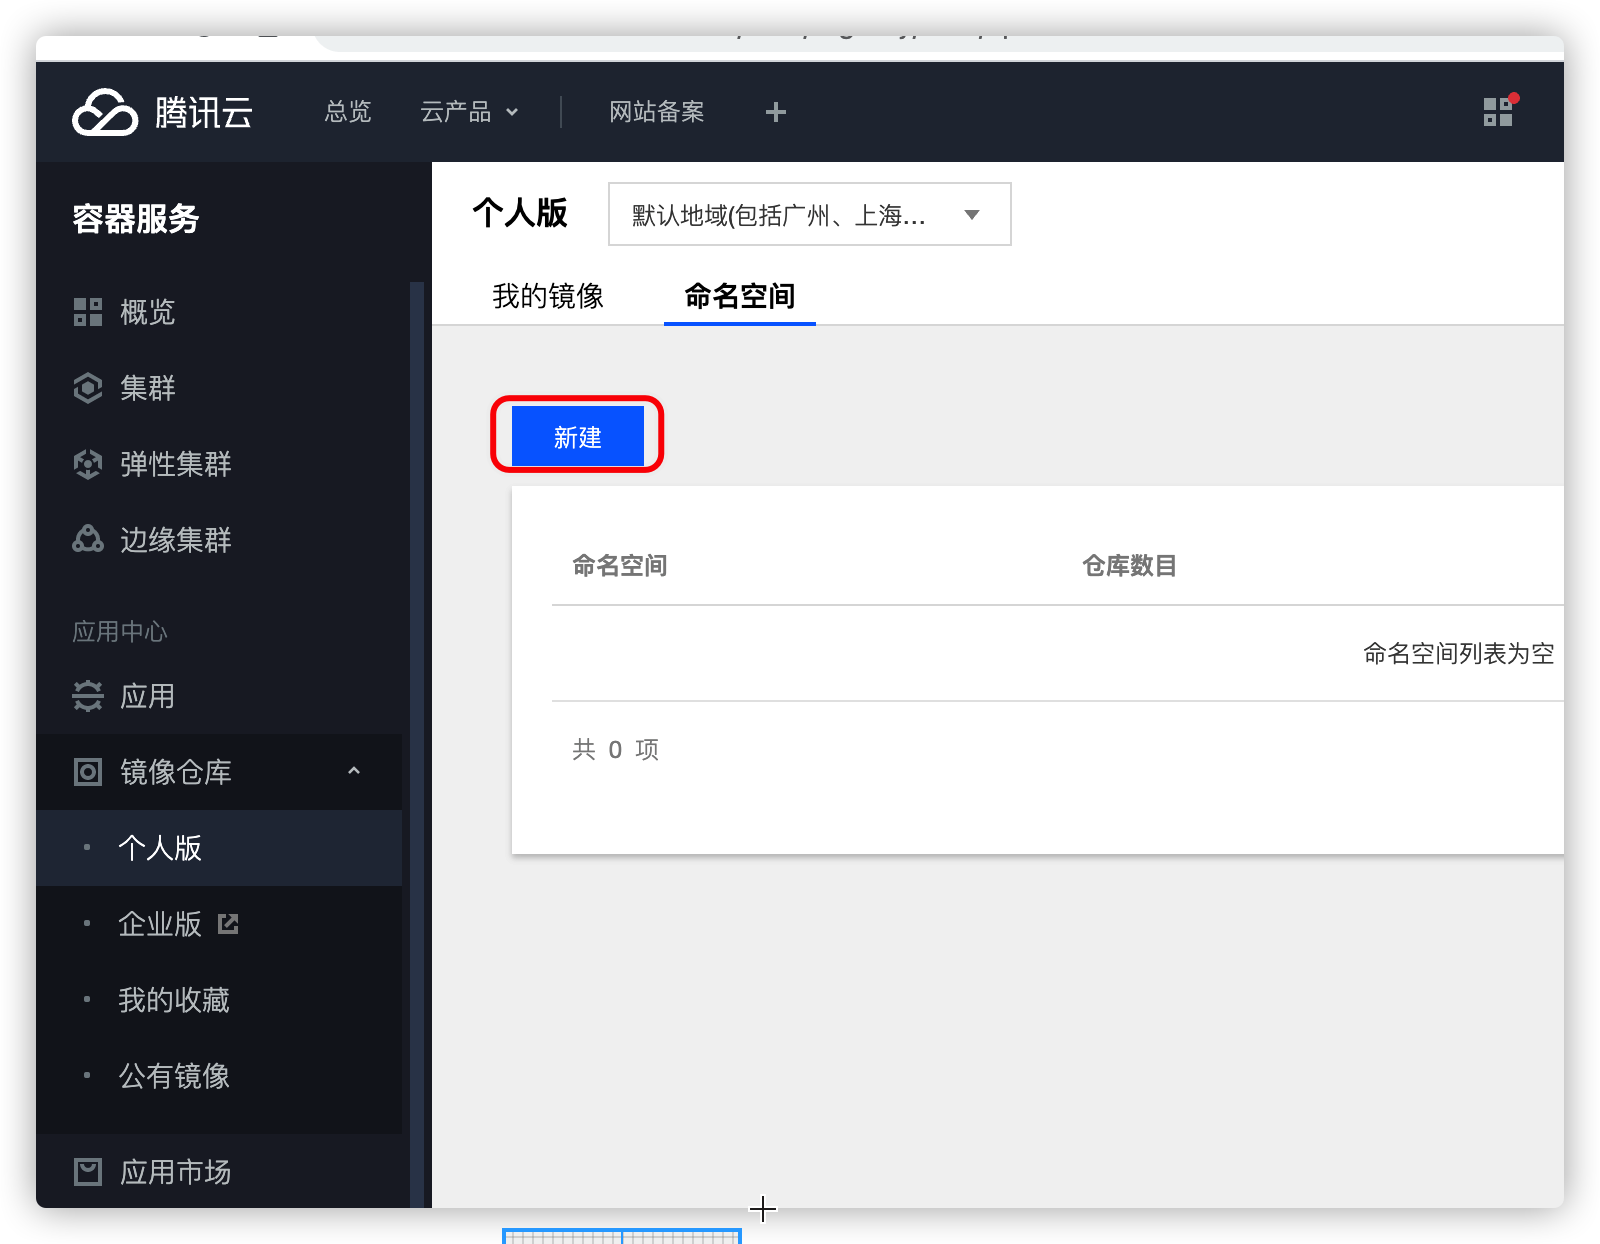 腾讯云
总览
云产品
网站备案
容器服务
概览
集群
弹性集群
边缘集群
应用中心
应用
镜像仓库
个人版
企业版
我的收藏
公有镜像
应用市场
个人版
默认地域(包括广州、上海...
我的镜像
命名空间
新建
命名空间
仓库数目
命名空间列表为空
共 0 项